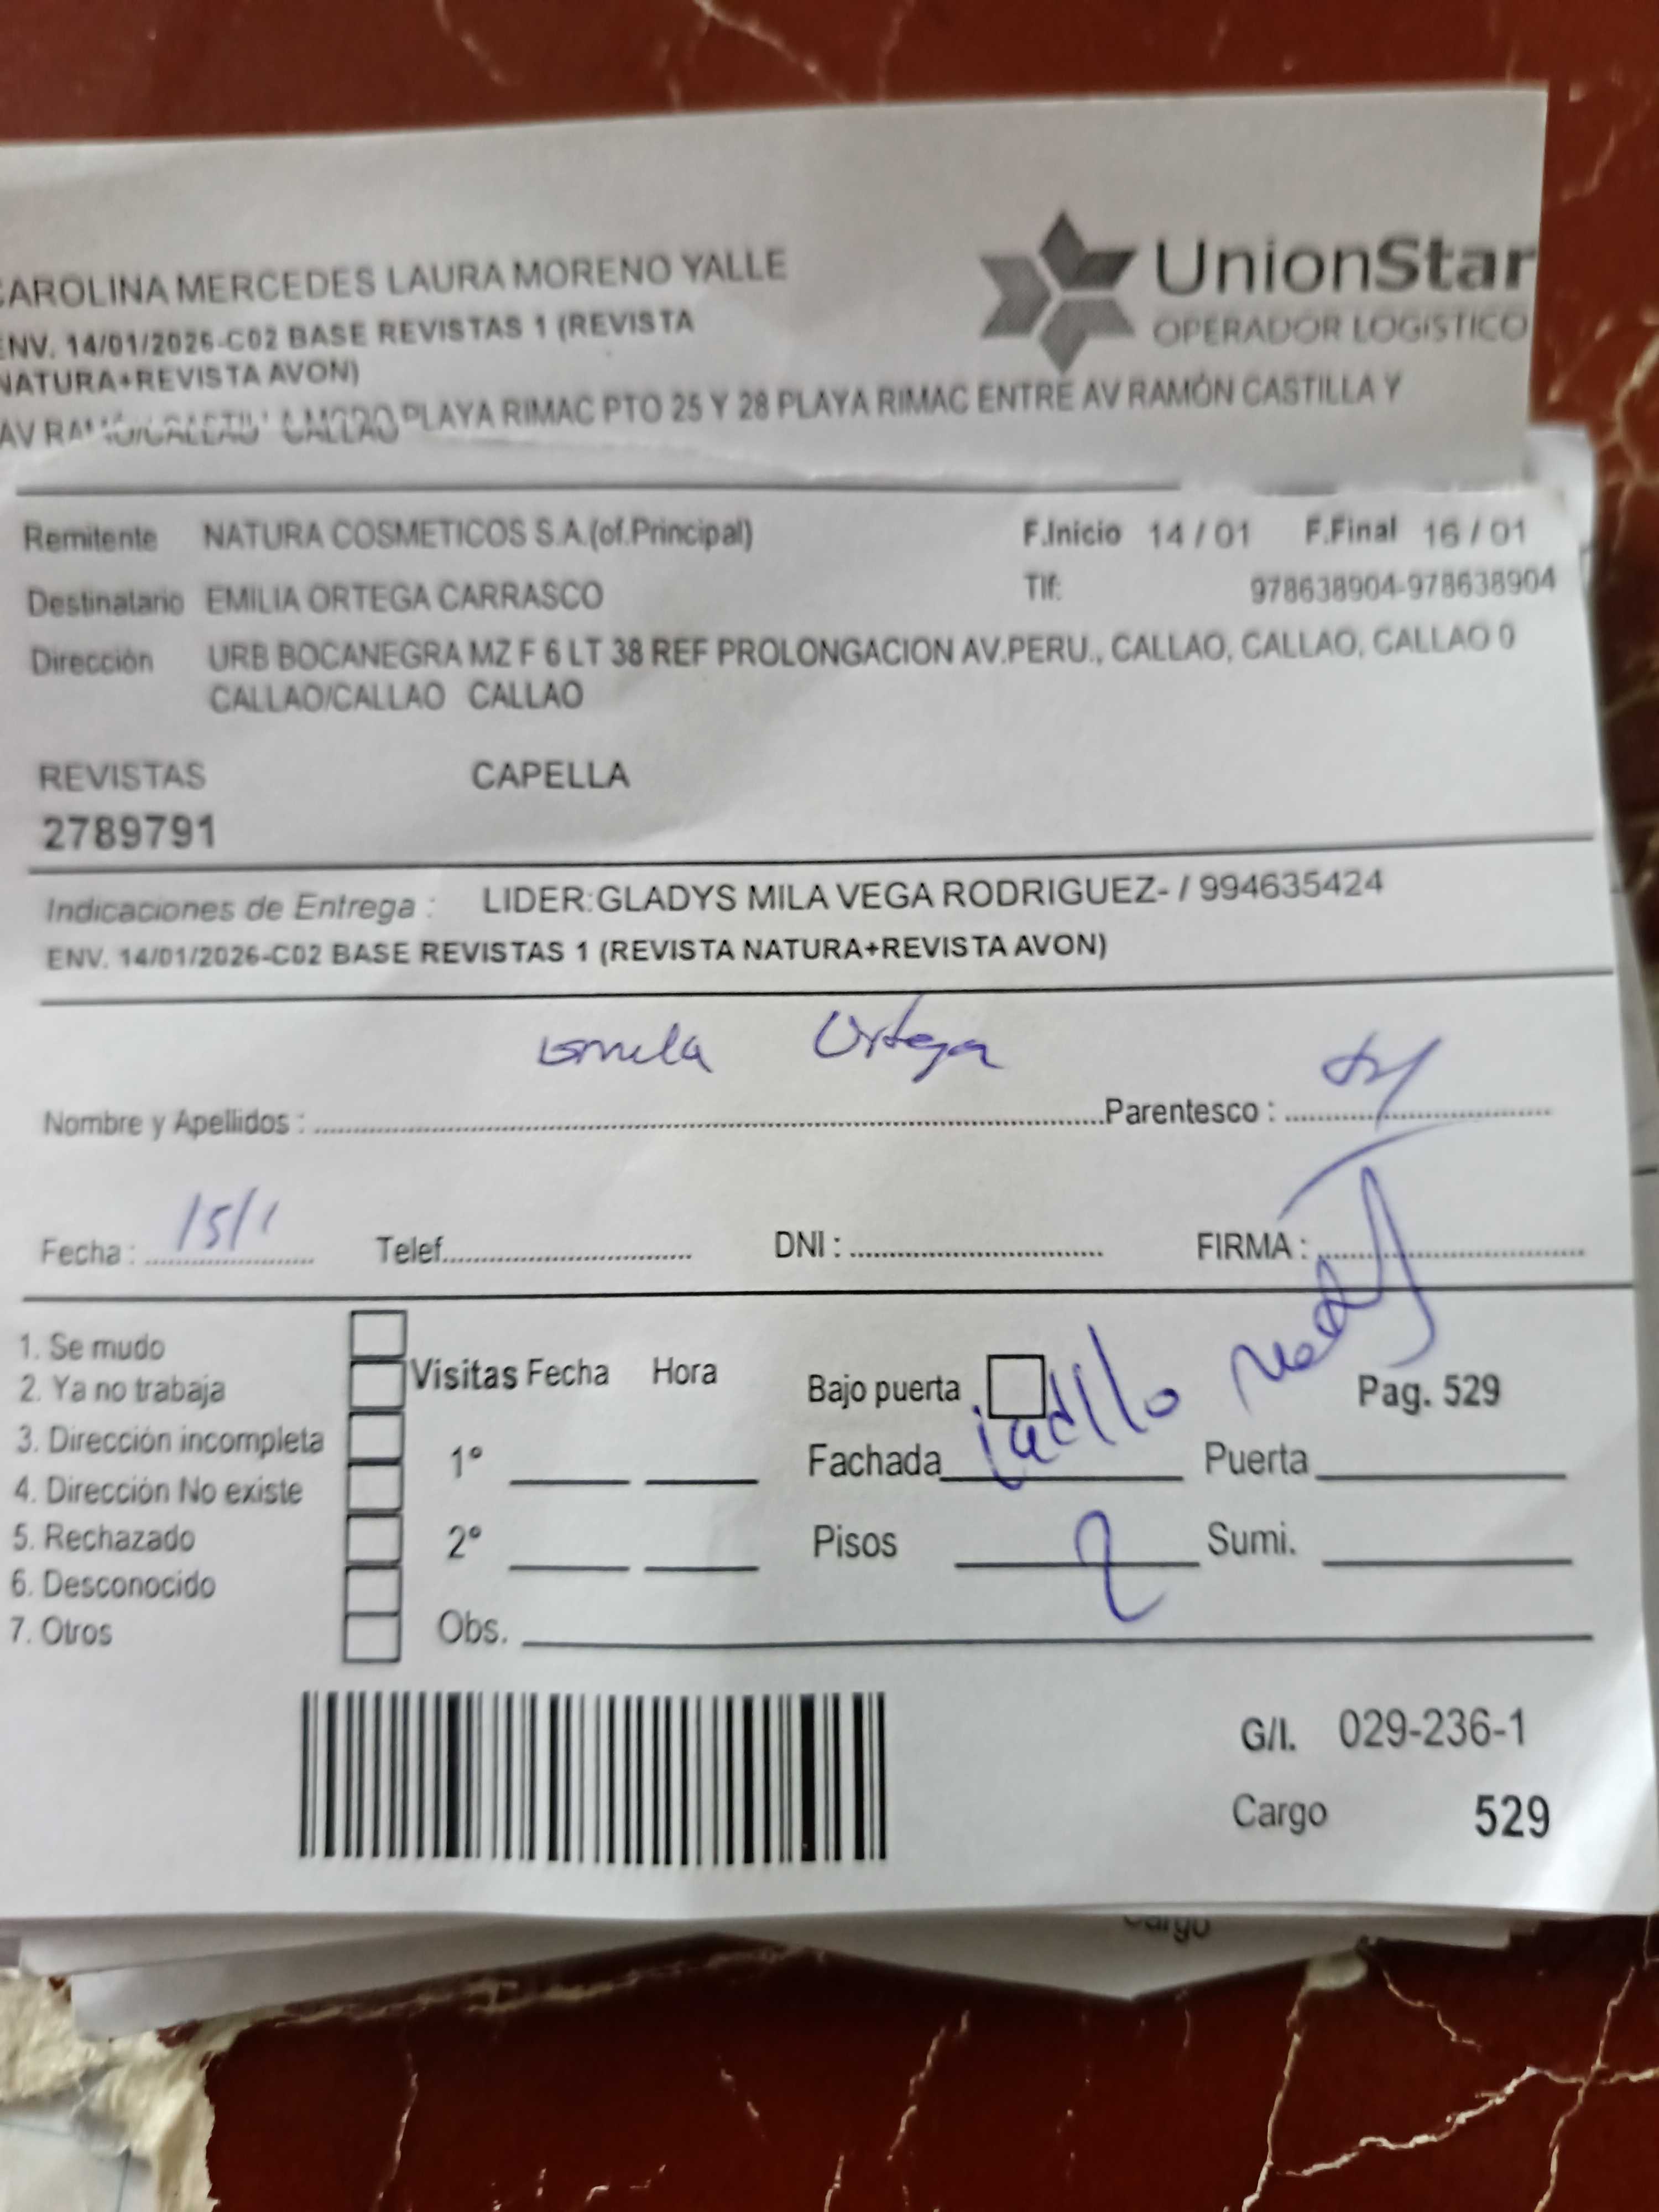 CAROLINA MERCEDES LAURA MORENO YALLE
UnionStar
OPERADOR LOGÍSTICO
ENV. 14/01/2026-C02 BASE REVISTAS 1 (REVISTA
NATURA+REVISTA AVON)
PLAYA RIMAC PTO 25 Y 28 PLAYA RIMAC ENTRE AV RAMÓN CASTILLA Y
Remitente NATURA COSMETICOS S.A.(of.Principal) F.Inicio 14 / 01 F.Final 16 / 01
Destinatario EMILIA ORTEGA CARRASCO Tlf: 978638904-978638904
Dirección URB BOCANEGRA MZ F 6 LT 38 REF PROLONGACION AV.PERU., CALLAO, CALLAO, CALLAO 0
CALLAO/CALLAO CALLAO
REVISTAS CAPELLA
2789791
Indicaciones de Entrega : LIDER:GLADYS MILA VEGA RODRIGUEZ- / 994635424
ENV. 14/01/2026-C02 BASE REVISTAS 1 (REVISTA NATURA+REVISTA AVON)
Ortega
Nombre y Apellidos : Parentesco :
Fecha : 15/1 Telef. DNI : FIRMA :
1. Se mudo
2. Ya no trabaja
3. Dirección incompleta
4. Dirección No existe
5. Rechazado
6. Desconocido
7. Otros
Visitas Fecha Hora
1°
2°
Obs.
Bajo puerta Pag. 529
Fachada Puerta
Pisos 2 Sumi.
G/I. 029-236-1
Cargo 529
Cargo